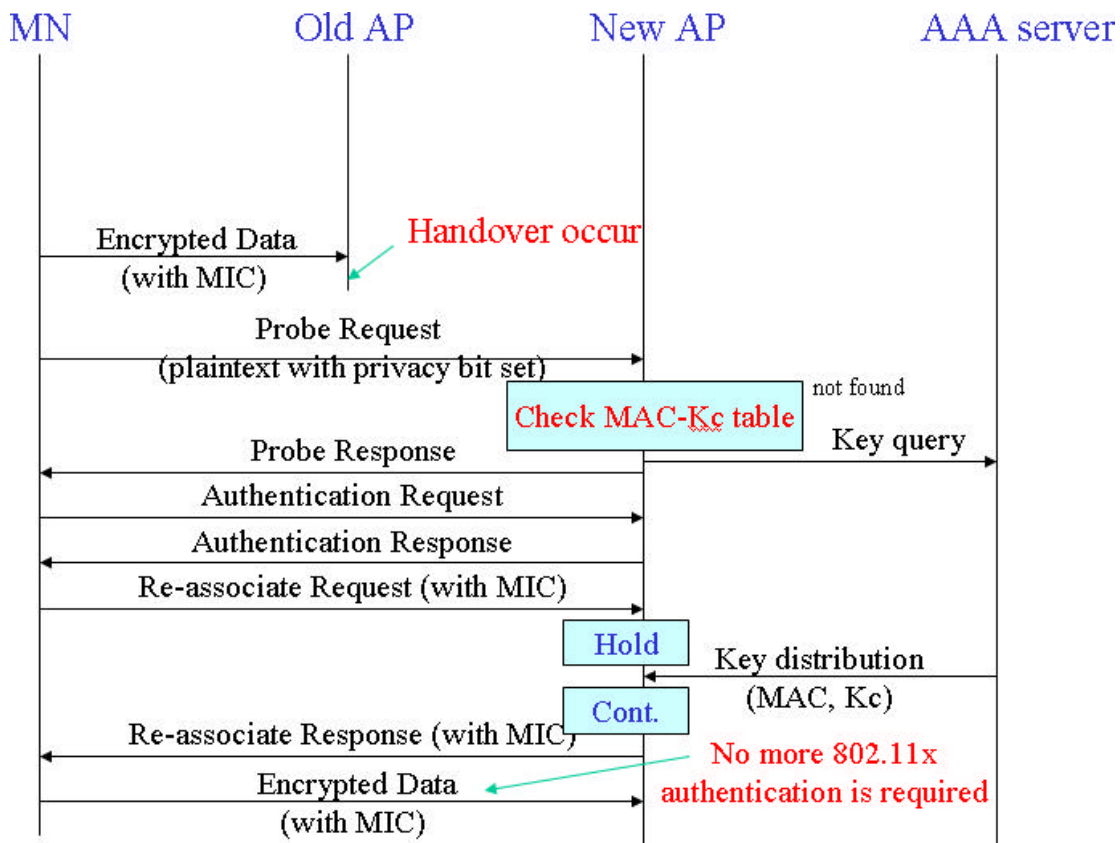 MN
Old AP
New AP
AAA server
Encrypted Data
(with MIC)
Handover occur
Probe Request
(plaintext with privacy bit set)
Check MAC-Kc table
not found
Key query
Probe Response
Authentication Request
Authentication Response
Re-associate Request (with MIC)
Hold
Key distribution
(MAC, Kc)
Cont.
Re-associate Response (with MIC)
No more 802.11x
authentication is required
Encrypted Data
(with MIC)